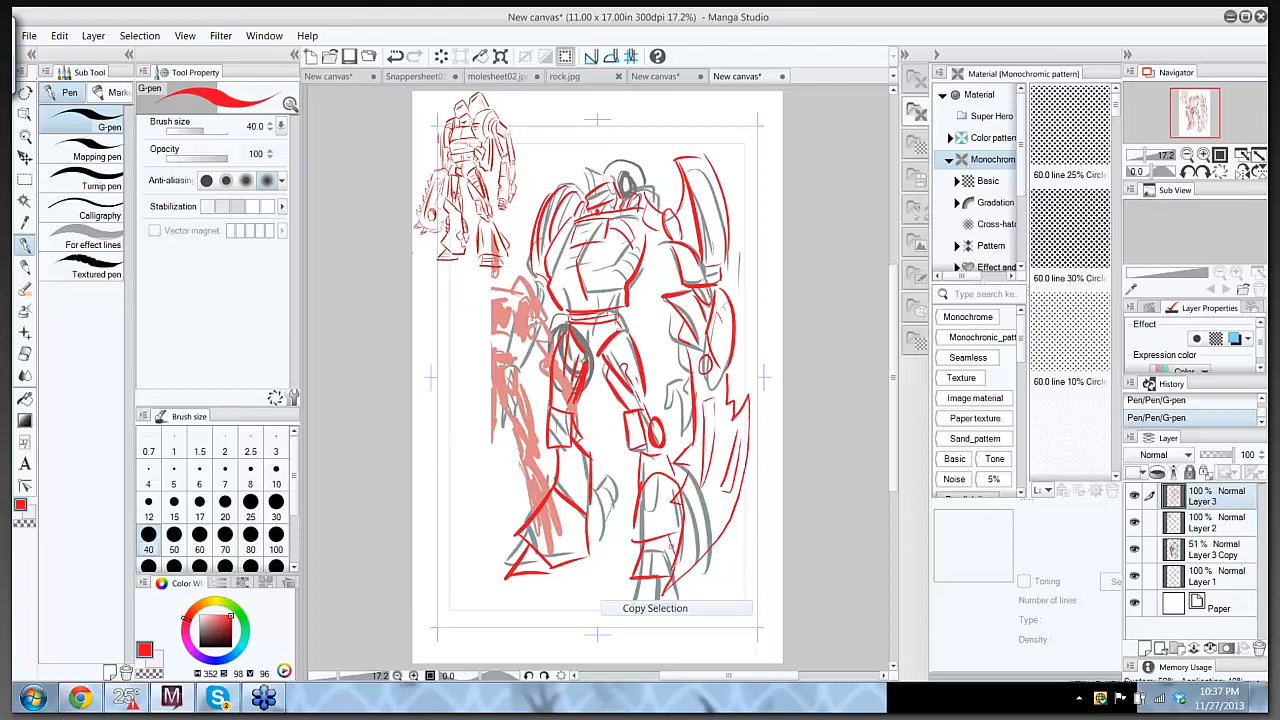 New canvas* (11.00 x 17.00in 300dpi 17.2%) - Manga Studio
File Edit Layer Selection View Filter Window Help
Sub Tool
Tool Property
New canvas*
Snappersheet0
molesheet02.jp
rock.jpg
New canvas*
New canvas*
Material [Monochromic pattern]
Navigator
Pen
Marke
G-pen
G-pen
Mapping pen
Turnip pen
Calligraphy
For effect lines
Textured pen
Brush size 40.0
Opacity 100
Anti-aliasing
Stabilization
Vector magnet
Brush size
0.7 1 1.5 2 2.5 3
4 5 6 7 8 10
12 15 17 20 25 30
40 50 60 70 80 100
Color W
352 98 96
Copy Selection
17.2 0.0
Material
Super Hero
Color pattern
Monochrom
Basic
Gradation
Cross-hatc
Pattern
Effect and
60.0 line 25% Circle
60.0 line 30% Circle
60.0 line 10% Circle
Type search ke
Monochrome
Monochronic_patt
Seamless
Texture
Image material
Paper texture
Sand_pattern
Basic Tone
Noise 5%
Toning
Se
Number of lines :
Type :
Density :
17.2
0.0
Sub View
Layer Properties
Effect
Expression color
Color
History
Pen/Pen/G-pen
Pen/Pen/G-pen
Layer
Normal 100
100 % Normal
Layer 3
100 % Normal
Layer 2
51 % Normal
Layer 3 Copy
100 % Normal
Layer 1
Paper
Memory Usage
25°
10:37 PM
11/27/2013